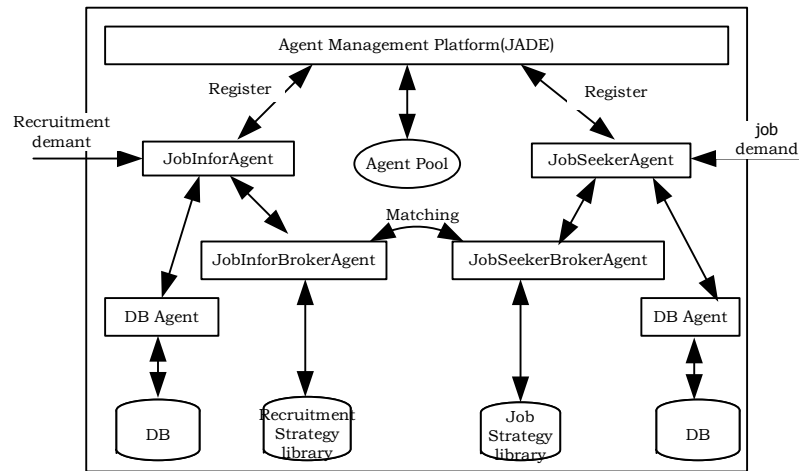 Agent Management Platform(JADE)
Register
Register
Recruitment
demant
job
demand
JobInforAgent
Agent Pool
JobSeekerAgent
Matching
JobInforBrokerAgent
JobSeekerBrokerAgent
DB Agent
DB Agent
DB
Recruitment
Strategy
library
Job
Strategy
library
DB